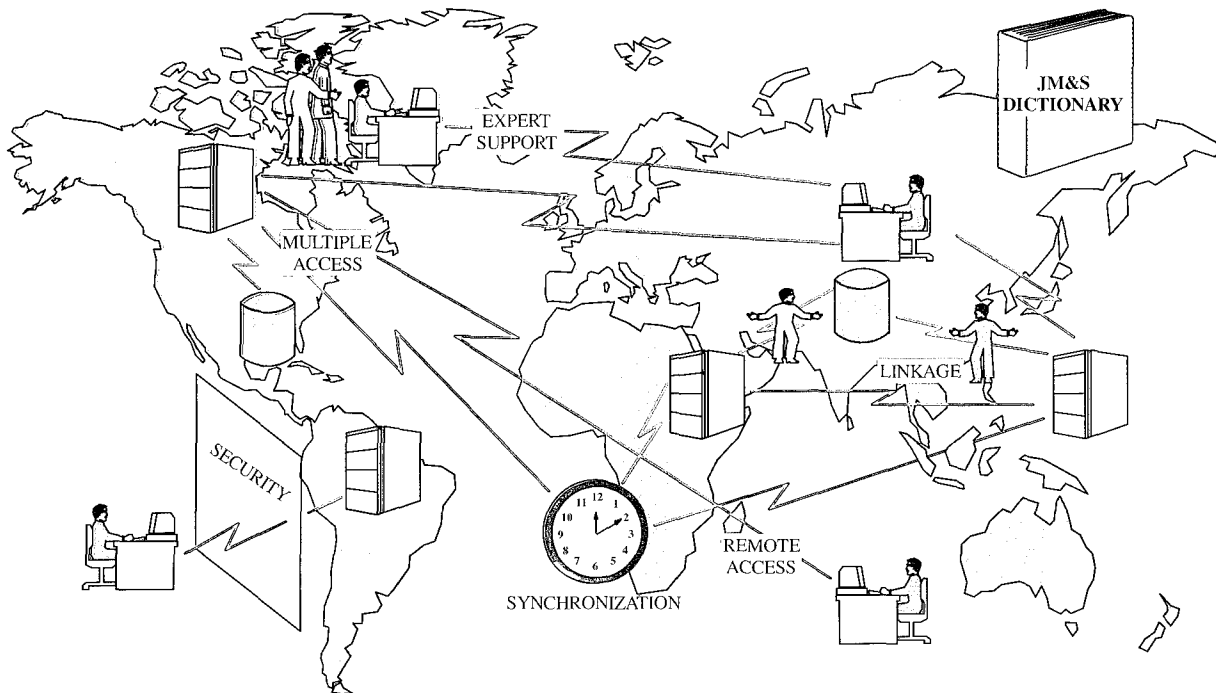 JM&S
DICTIONARY
EXPERT
SUPPORT
MULTIPLE
ACCESS
LINKAGE
SECURITY
11 12 1
10 2
9 3
8 4
7 6 5
REMOTE
ACCESS
SYNCHRONIZATION